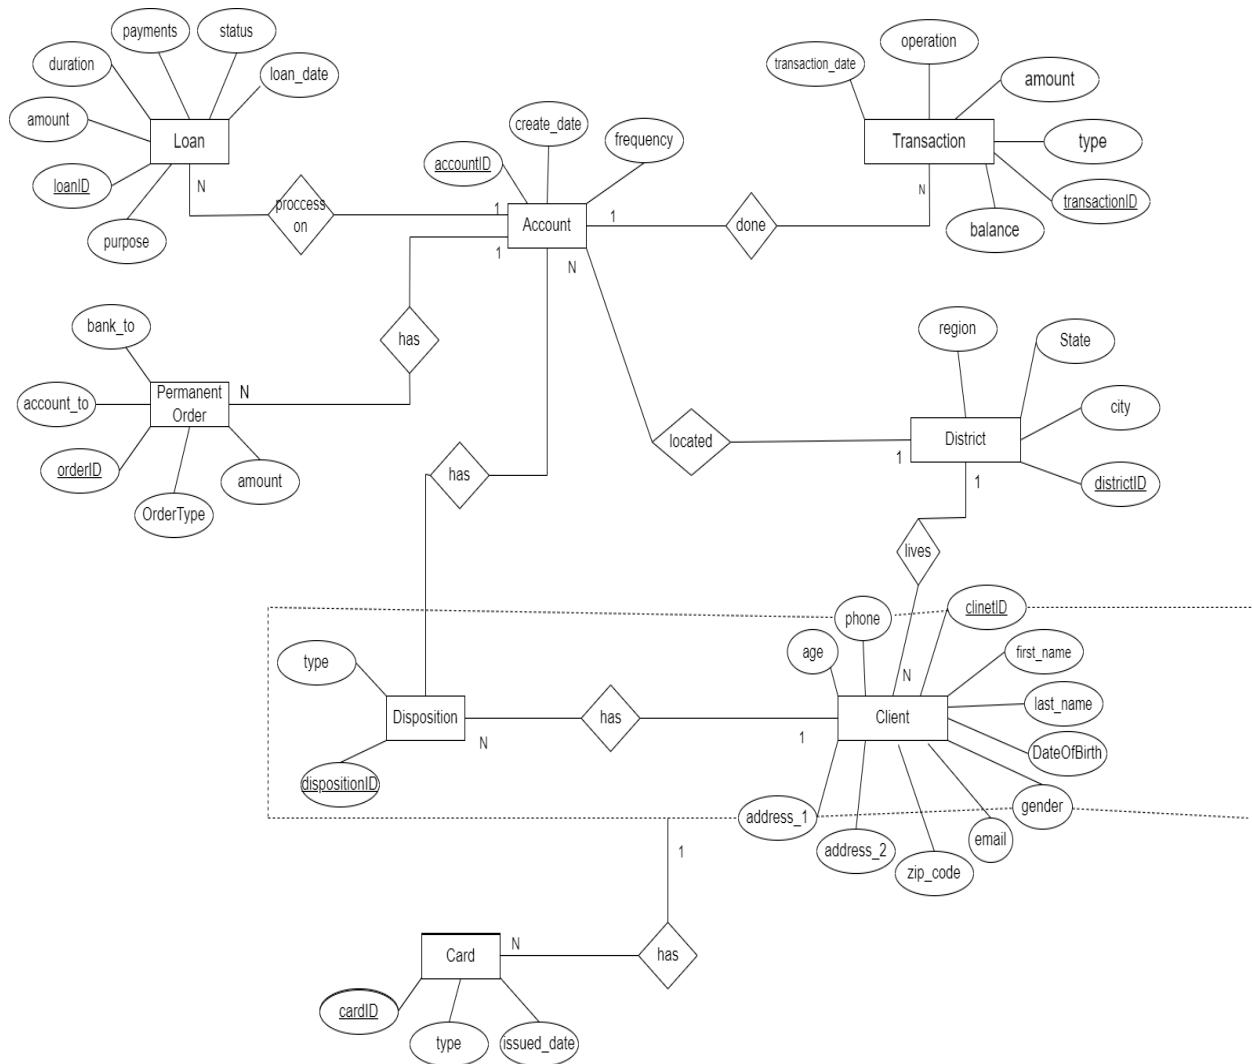 payments
status
duration
loan_date
amount
Loan
loanID
purpose
N
proccess
on
1
accountID
create_date
frequency
Account
1
1
N
done
N
transaction_date
operation
amount
Transaction
type
transactionID
balance
has
N
bank_to
account_to
Permanent
Order
orderID
OrderType
amount
has
located
1
region
State
city
District
districtID
1
lives
N
type
Disposition
dispositionID
N
has
1
phone
clinetID
age
first_name
last_name
Client
DateOfBirth
gender
address_1
address_2
zip_code
email
1
has
N
Card
cardID
type
issued_date